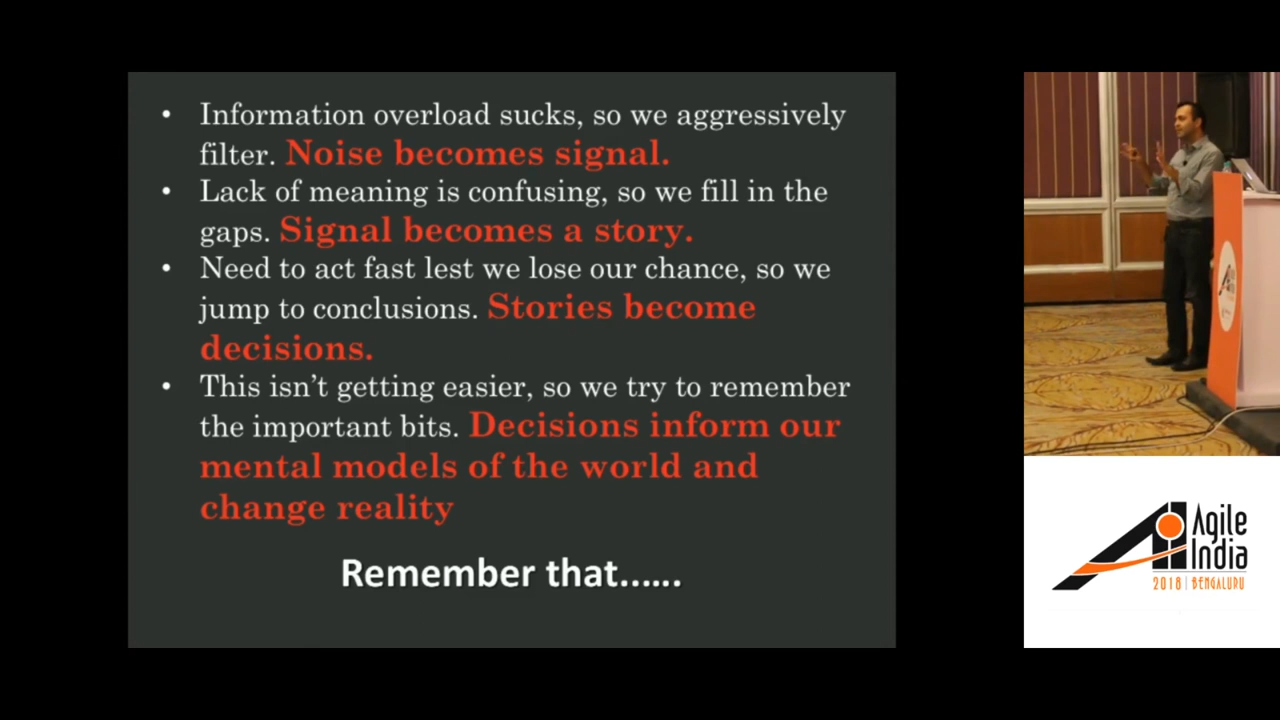 • Information overload sucks, so we aggressively
filter. Noise becomes signal.
• Lack of meaning is confusing, so we fill in the
gaps. Signal becomes a story.
• Need to act fast lest we lose our chance, so we
jump to conclusions. Stories become
decisions.
• This isn't getting easier, so we try to remember
the important bits. Decisions inform our
mental models of the world and
change reality
Remember that......
Agile
India
2018 | BENGALURU